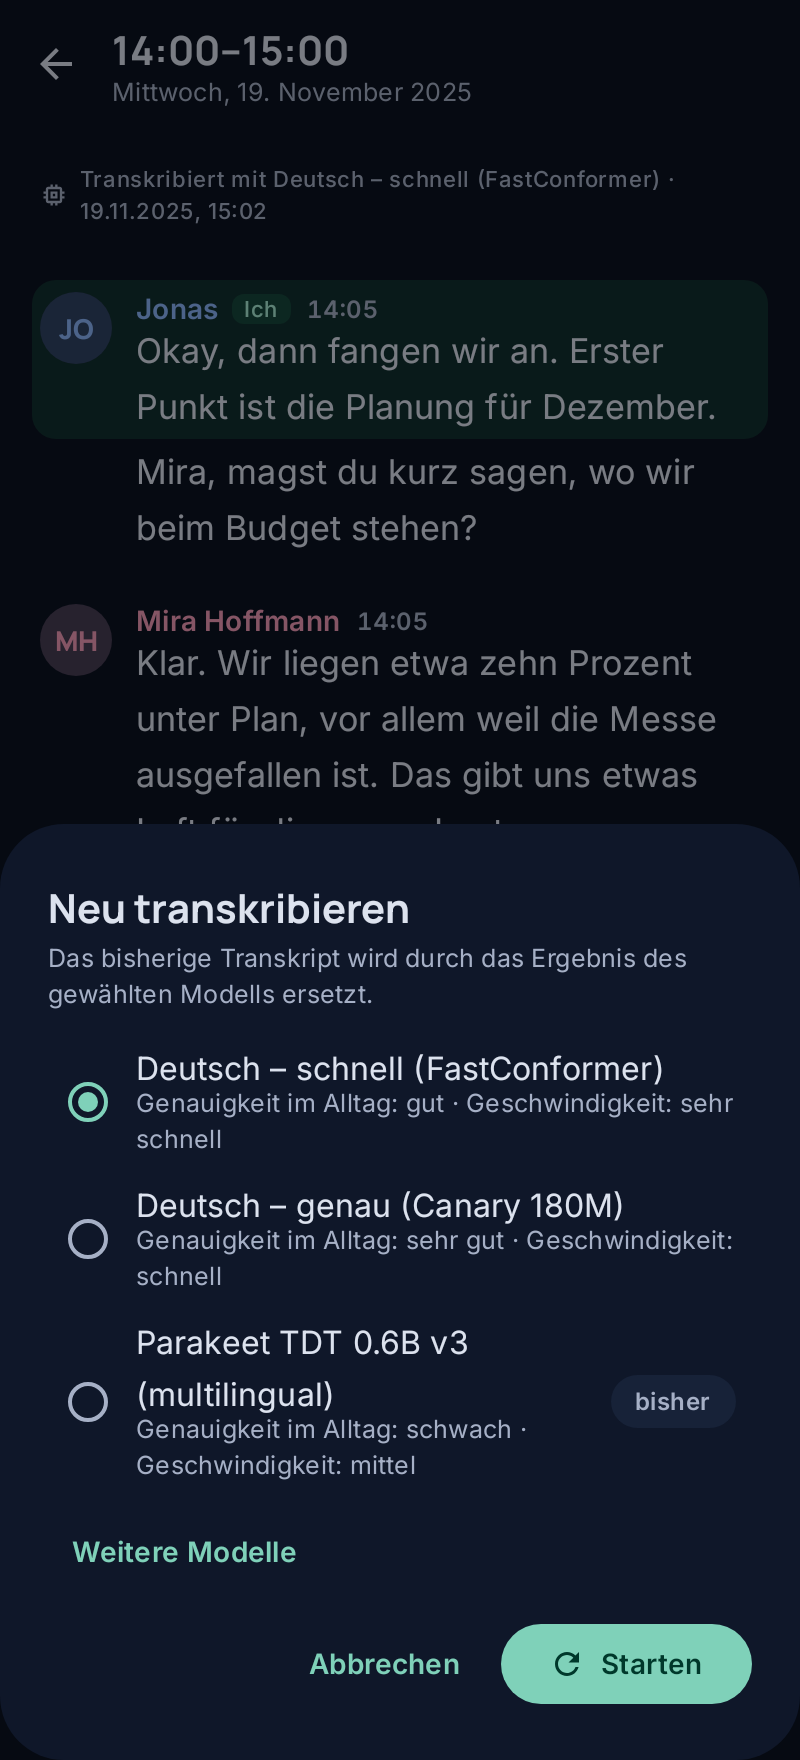 14:00–15:00
Mittwoch, 19. November 2025
Transkribiert mit Deutsch – schnell (FastConformer) ·
19.11.2025, 15:02
JO
Jonas Ich 14:05
Okay, dann fangen wir an. Erster
Punkt ist die Planung für Dezember.
Mira, magst du kurz sagen, wo wir
beim Budget stehen?
MH
Mira Hoffmann 14:05
Klar. Wir liegen etwa zehn Prozent
unter Plan, vor allem weil die Messe
ausgefallen ist. Das gibt uns etwas
Neu transkribieren
Das bisherige Transkript wird durch das Ergebnis des
gewählten Modells ersetzt.
Deutsch – schnell (FastConformer)
Genauigkeit im Alltag: gut · Geschwindigkeit: sehr
schnell
Deutsch – genau (Canary 180M)
Genauigkeit im Alltag: sehr gut · Geschwindigkeit:
schnell
Parakeet TDT 0.6B v3
(multilingual)
bisher
Genauigkeit im Alltag: schwach ·
Geschwindigkeit: mittel
Weitere Modelle
Abbrechen
Starten